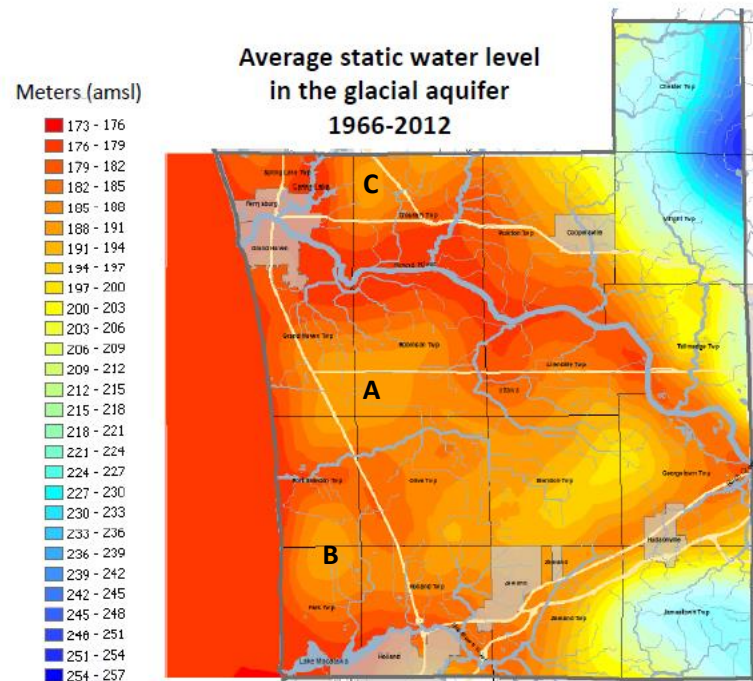 Average static water level
in the glacial aquifer
1966-2012
Meters (amsl)
173 - 176
176 - 179
179 - 182
182 - 185
185 - 188
188 - 191
191 - 194
194 - 197
197 - 200
200 - 203
203 - 206
206 - 209
209 - 212
212 - 215
215 - 218
218 - 221
221 - 224
224 - 227
227 - 230
230 - 233
233 - 236
236 - 239
239 - 242
242 - 245
245 - 248
248 - 251
251 - 254
254 - 257
Chester Twp
Spring Lake Twp
C
Ferrysburg
Wright Twp
Polkton Twp
Coopersville
Grand Haven
Grand Haven Twp
Robinson Twp
Tallmadge Twp
Allendale Twp
A
Port Sheldon Twp
Olive Twp
Blendon Twp
Georgetown Twp
Hudsonville
B
Zeeland
Holland Twp
Park Twp
Zeeland Twp
Jamestown Twp
Lake Macatawa
Holland